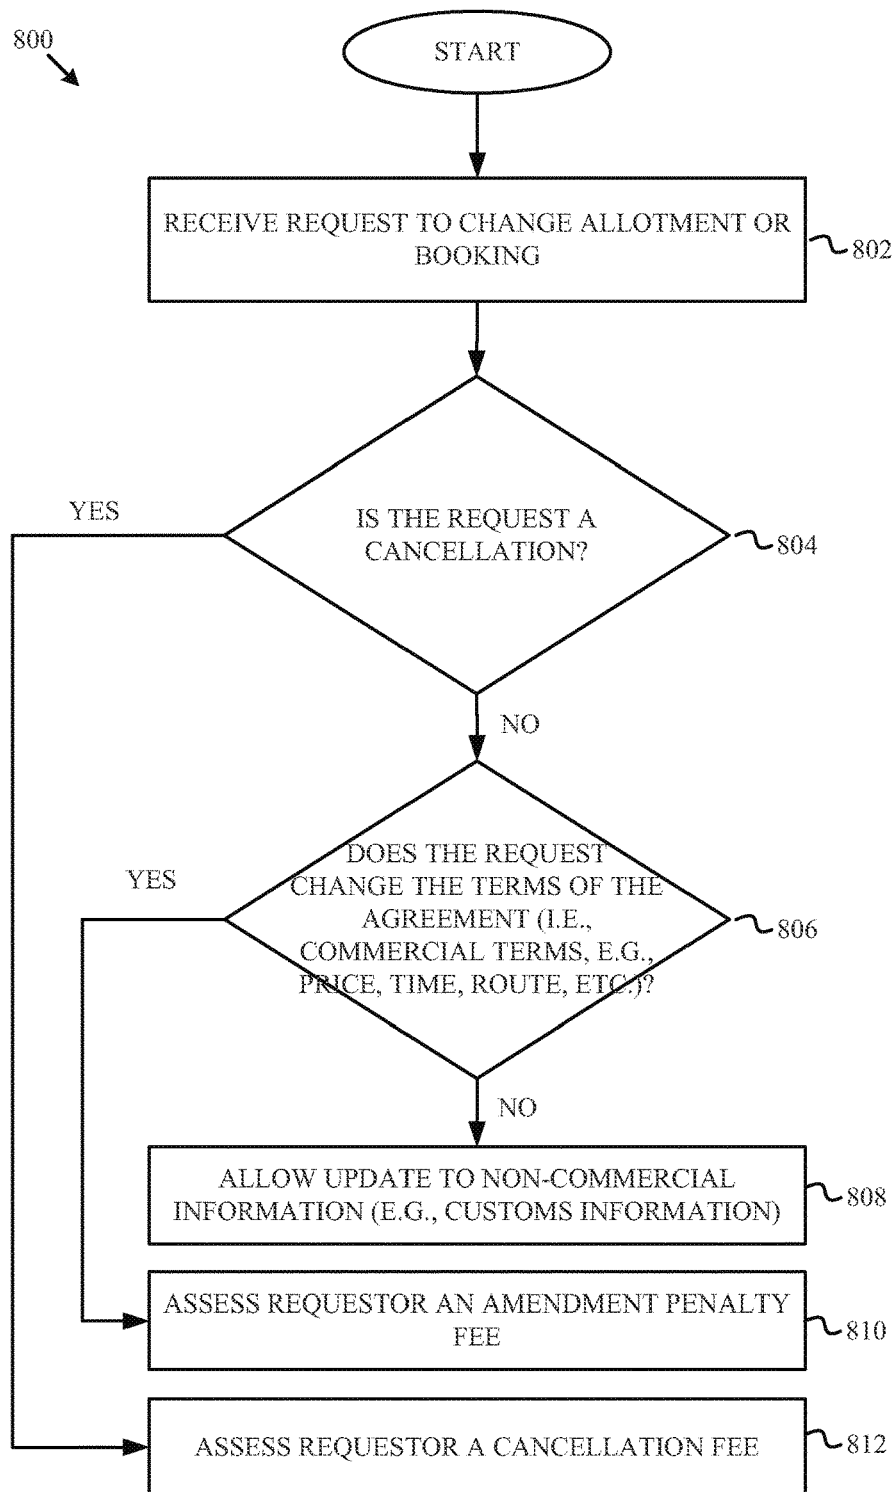 800
START
RECEIVE REQUEST TO CHANGE ALLOTMENT OR
BOOKING
802
YES
IS THE REQUEST A
CANCELLATION?
804
NO
YES
DOES THE REQUEST
CHANGE THE TERMS OF THE
AGREEMENT (I.E.,
COMMERCIAL TERMS, E.G.,
PRICE, TIME, ROUTE, ETC.)?
806
NO
ALLOW UPDATE TO NON-COMMERCIAL
INFORMATION (E.G., CUSTOMS INFORMATION)
808
ASSESS REQUESTOR AN AMENDMENT PENALTY
FEE
810
ASSESS REQUESTOR A CANCELLATION FEE
812